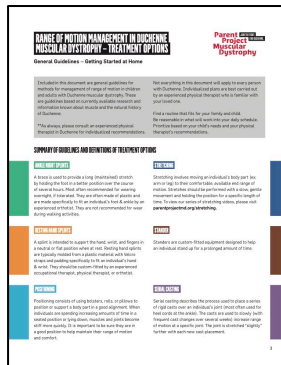 RANGE OF MOTION MANAGEMENT IN DUCHENNE
MUSCULAR DYSTROPHY – TREATMENT OPTIONS
General Guidelines – Getting Started at Home
Parent
Project
Muscular
Dystrophy
Included in this document are general guidelines for
methods for management of range of motion in children
and adults with Duchenne muscular dystrophy. These
are guidelines based on currently available research and
information known about muscle and the natural history
of Duchenne.
*As always, please consult an experienced physical
therapist in Duchenne for individualized recommendations.
Not everything in this document will apply to every person
with Duchenne. Individualized plans are best carried out
by an experienced physical therapist who is familiar with
your loved one.
Find a routine that fits for your family and child.
Be reasonable in what will work into your daily schedule.
Prioritize based on your child's needs and your physical
therapist's recommendations.
SUMMARY OF GUIDELINES AND DEFINITIONS OF TREATMENT OPTIONS
ANKLE NIGHT SPLINTS
A brace is used to provide a long (maintained) stretch
by holding the foot in a better position over the course
of several hours. Most often recommended for wearing
overnight, if tolerated. They are often made of plastic and
are made specifically to fit an individual's foot & ankle by an
experienced orthotist. They are not recommended for wear
during walking activities.
RESTING HAND SPLINTS
A splint is intended to support the hand, wrist, and fingers in
a neutral or flat position when at rest. Resting hand splints
are typically molded from a plastic material with felcro
straps and padding specifically to fit an individual's hand
& wrist. They should be custom-fitted by an experienced
occupational therapist, physical therapist, or orthotist.
POSITIONING
Positioning consists of using bolsters, rolls, or pillows to
position or support a body part in a good alignment. When
individuals are spending increasing amounts of time in a
seated position or lying down, muscles and joints become
stiff more quickly. It is important to be sure they are in
a good position to help maintain their range of motion
and comfort.
STRETCHING
Stretching involves moving an individual's body part (as
arm or leg) to their comfortable, available end range of
motion. Stretches should be performed with a slow, gentle
movement and holding the position for a specific length of
time. To view our series of stretching videos, please visit
parentprojectmd.org/stretching.
STANDER
Standers are custom-fitted equipment designed to help
an individual stand up for a prolonged amount of time.
SERIAL CASTING
Serial casting describes the process used to place a series
of rigid casts over an individual's joint (most often used for
heel cords at the ankle). The casts are used to slowly (with
frequent cast changes over several weeks) increase range
of motion at a specific joint. The joint is stretched "slightly"
further with each new cast placement.
1